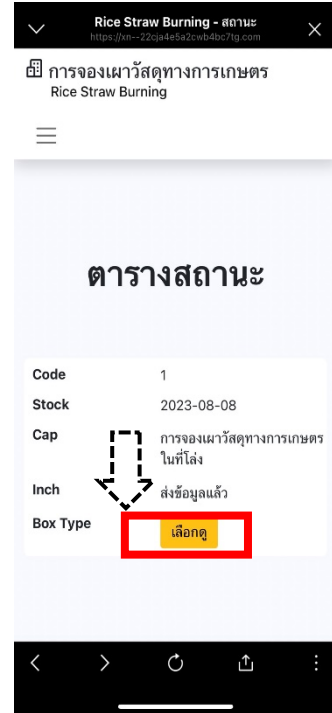 Rice Straw Burning - สถานะ
https://xn--22cja4e5a2cwb4bc7tg.com
การจองเผาวัสดุทางการเกษตร
Rice Straw Burning
ตารางสถานะ
Code 1
Stock 2023-08-08
Cap การจองเผาวัสดุทางการเกษตร
ในที่โล่ง
Inch ส่งข้อมูลแล้ว
Box Type เลือกดู